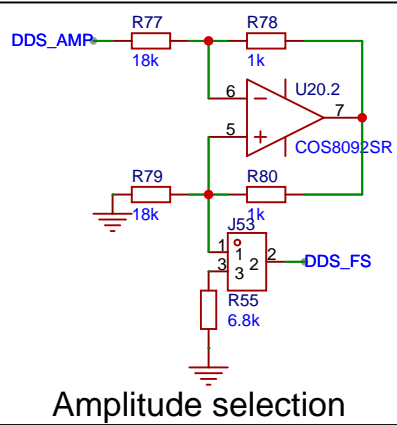 R77 R78
DDS_AMP
18k 1k
U20.2
6
7
5
COS8092SR
R79 R80
18k 1k
J53
1 1
2 2 DDS_FS
3 3
R55
6.8k
Amplitude selection